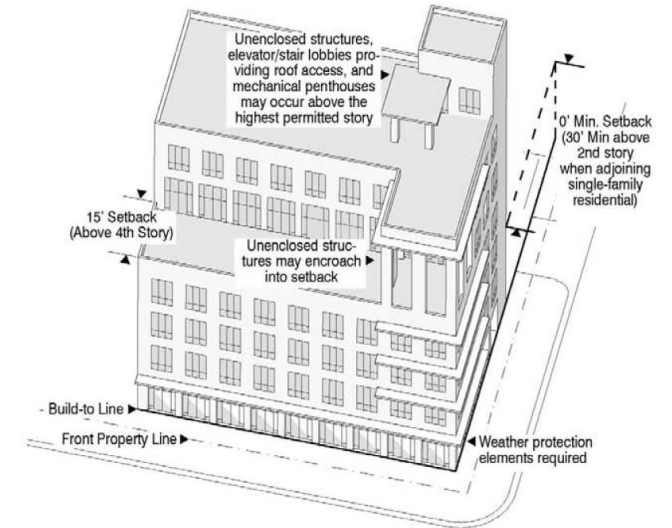 Unenclosed structures,
elevator/stair lobbies pro-
viding roof access, and
mechanical penthouses
may occur above the
highest permitted story
0' Min. Setback
(30' Min above
2nd story
when adjoining
single-family
residential)
15' Setback
(Above 4th Story)
Unenclosed struc-
tures may encroach
into setback
Build-to Line
Front Property Line
Weather protection
elements required